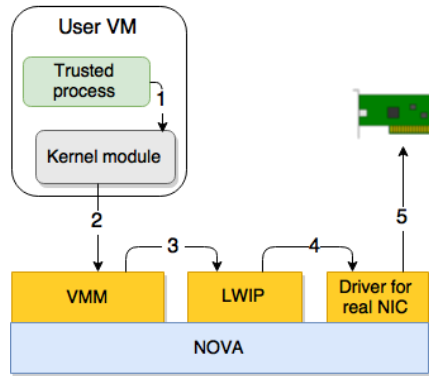 User VM
Trusted
process
1
Kernel module
2
3
4
5
VMM
LWIP
Driver for
real NIC
NOVA